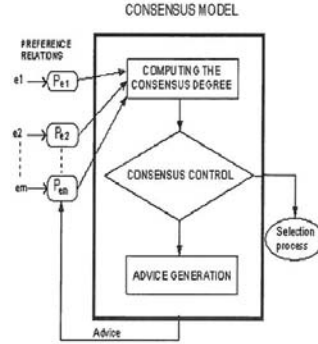 CONSENSUS MODEL
PREFERENCE
RELATIONS
e1
Pe1
COMPUTING THE
CONSENSUS DEGREE
e2
Pe2
em
Pem
CONSENSUS CONTROL
Selection
process
ADVICE GENERATION
Advice